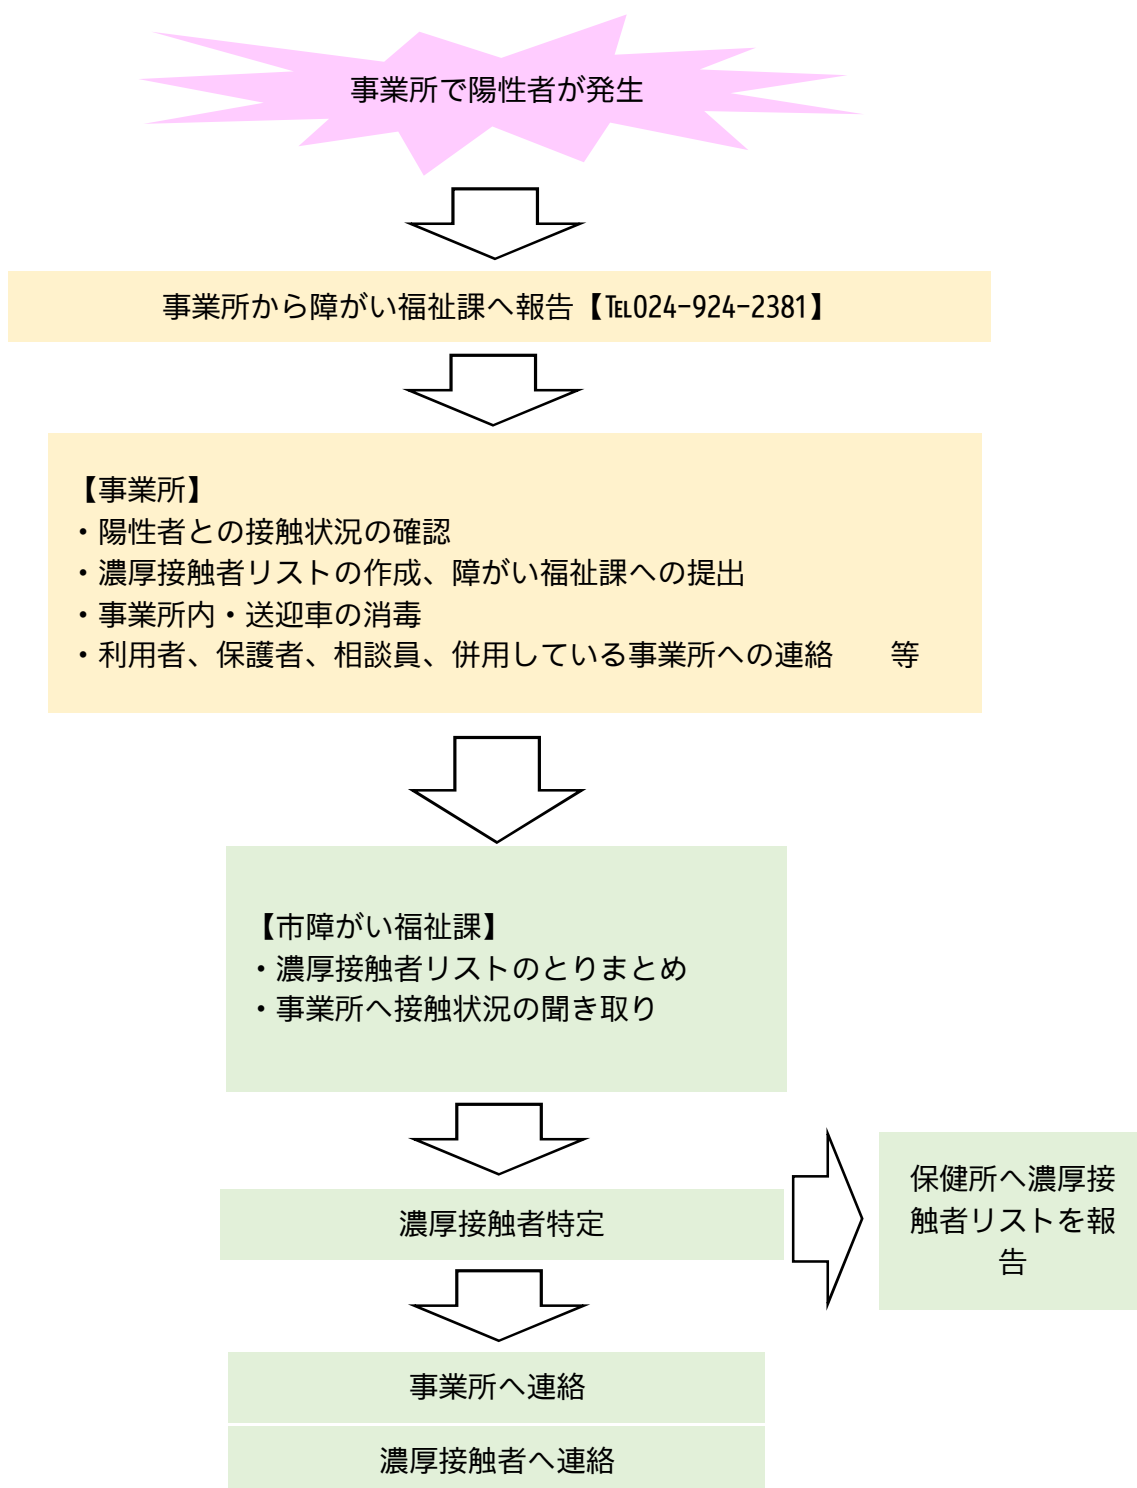 事業所で陽性者が発生
事業所から障がい福祉課へ報告【℡024-924-2381】
【事業所】
・陽性者との接触状況の確認
・濃厚接触者リストの作成、障がい福祉課への提出
・事業所内・送迎車の消毒
・利用者、保護者、相談員、併用している事業所への連絡　　等
【市障がい福祉課】
・濃厚接触者リストのとりまとめ
・事業所へ接触状況の聞き取り
濃厚接触者特定
保健所へ濃厚接
触者リストを報
告
事業所へ連絡
濃厚接触者へ連絡